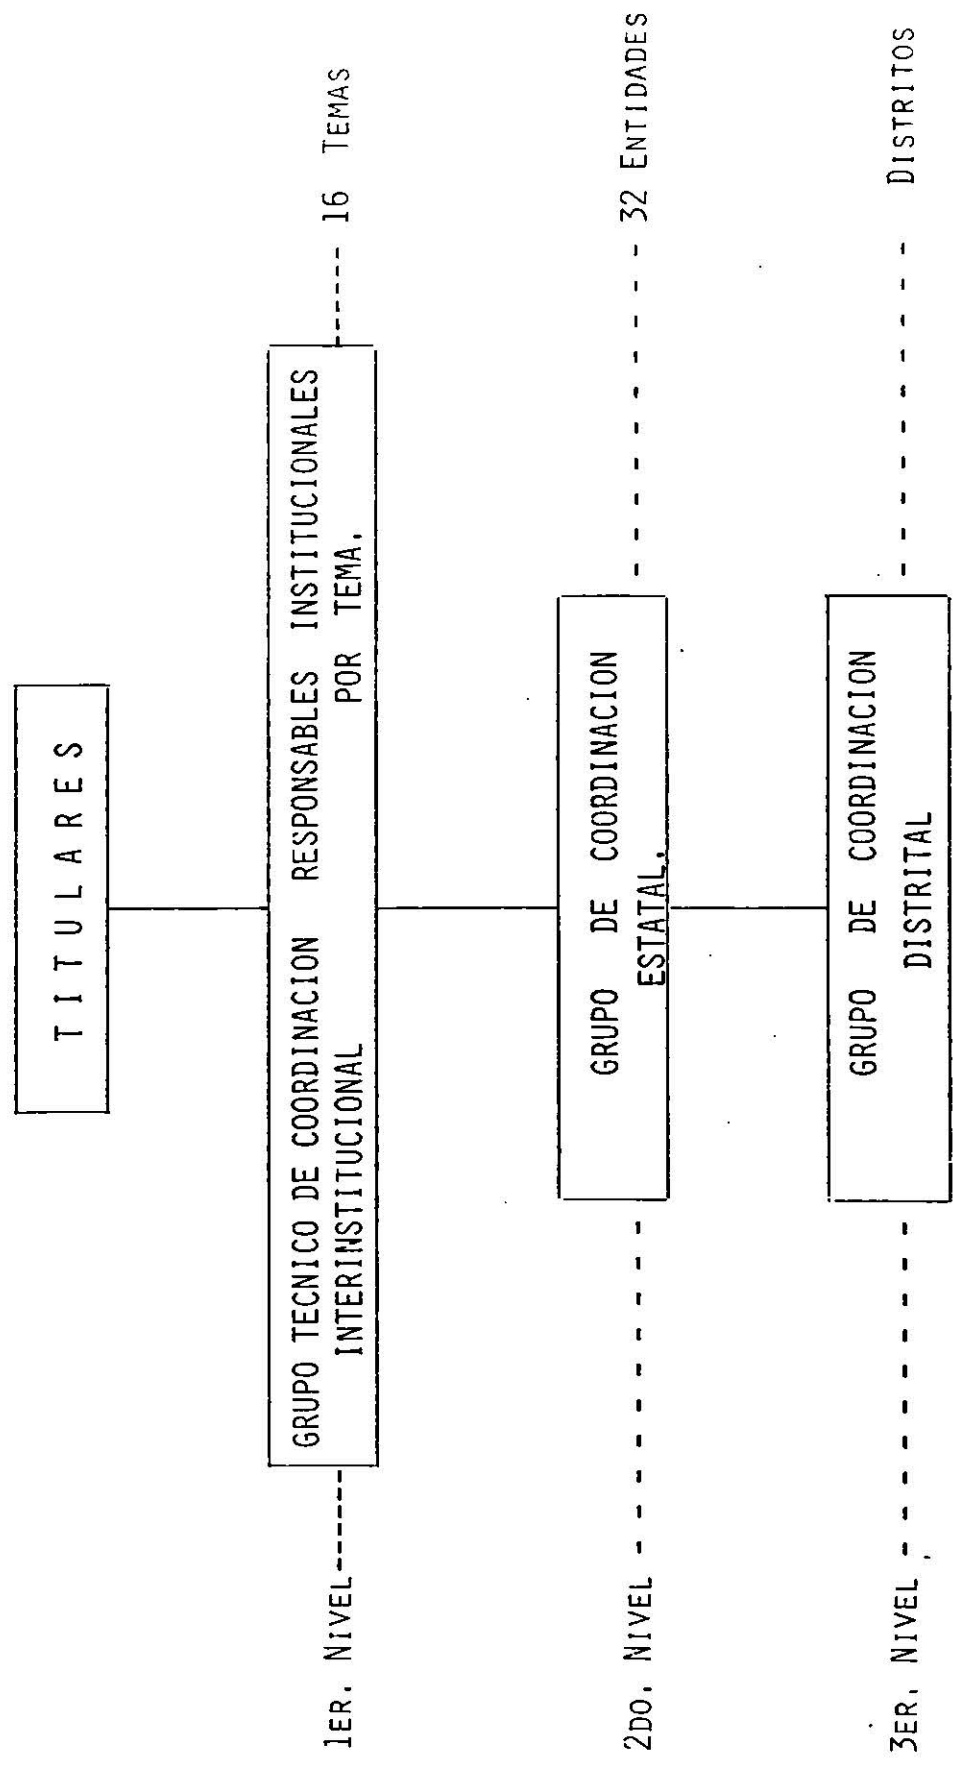 T I T U L A R E S
GRUPO TECNICO DE COORDINACION
INTERINSTITUCIONAL
RESPONSABLES INSTITUCIONALES
POR TEMA.
1ER. NIVEL
16 TEMAS
GRUPO DE COORDINACION
ESTATAL.
2DO. NIVEL
32 ENTIDADES
GRUPO DE COORDINACION
DISTRITAL
3ER. NIVEL
DISTRITOS